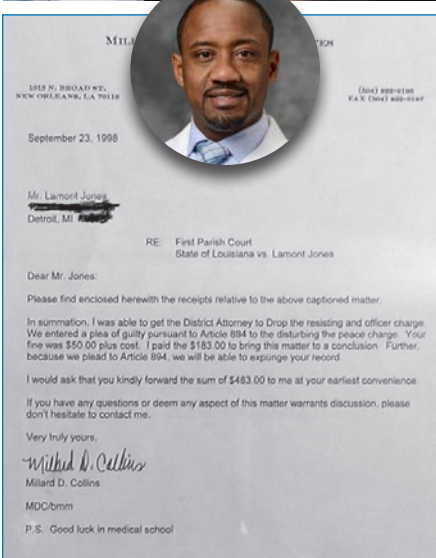 MILL
1515 N. BROAD ST.
NEW ORLEANS, LA 70119
(504) 822-0195
FAX (504) 822-0197
September 23, 1998
Mr. Lamont Jones
Detroit, MI
RE: First Parish Court
State of Louisiana vs. Lamont Jones
Dear Mr. Jones:
Please find enclosed herewith the receipts relative to the above captioned matter.
In summation, I was able to get the District Attorney to Drop the resisting and officer charge.
We entered a plea of guilty pursuant to Article 894 to the disturbing the peace charge. Your
fine was $50.00 plus cost. I paid the $183.00 to bring this matter to a conclusion. Further,
because we plead to Article 894, we will be able to expunge your record.
I would ask that you kindly forward the sum of $483.00 to me at your earliest convenience.
If you have any questions or deem any aspect of this matter warrants discussion, please
don't hesitate to contact me.
Very truly yours,
Millard D. Collins
Millard D. Collins
MDC/bmm
P.S. Good luck in medical school